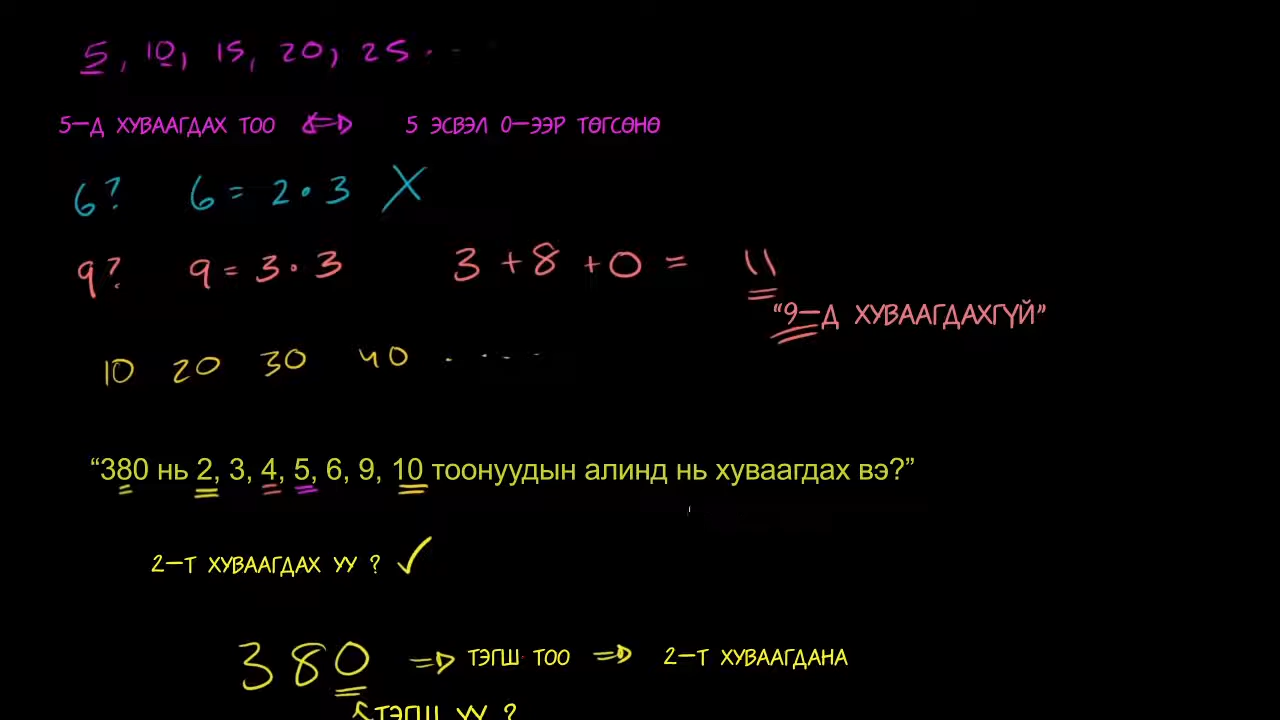 5, 10, 15, 20, 25 . . .
5-Д ХУВААГДАХ ТОО ⇔ 5 ЭСВЭЛ 0-ЭЭР ТӨГСӨНӨ
6? 6 = 2 · 3 X
9? 9 = 3 · 3 3 + 8 + 0 = 11
“9-Д ХУВААГДАХГҮЙ”
10 20 30 40 . . . . .
“380 нь 2, 3, 4, 5, 6, 9, 10 тоонуудын алинд нь хуваагдах вэ?”
2-Т ХУВААГДАХ УУ ? ✓
380 ⇒ ТЭГШ ТОО ⇒ 2-Т ХУВААГДАНА
ТЭГШ УУ ?